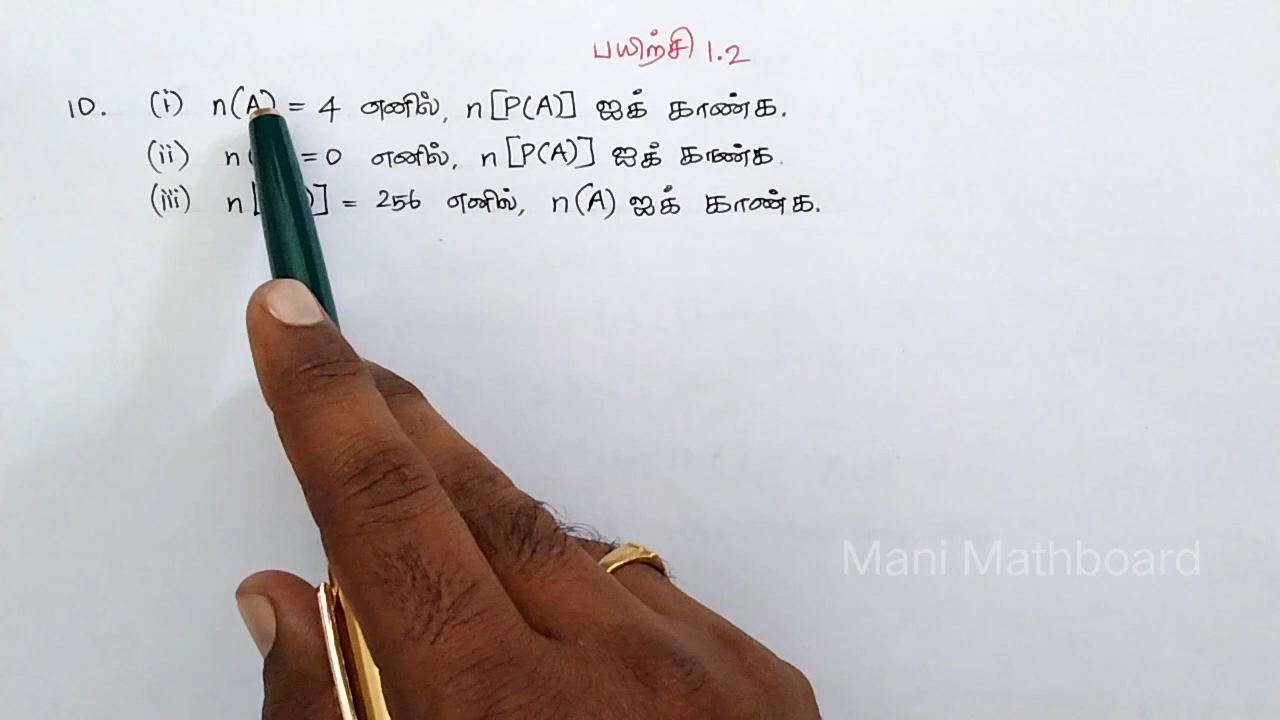 பயிற்சி 1.2
10. (i) n(A) = 4 எனில், n[P(A)] ஐக் காண்க.
(ii) n( = 0 எனில், n[P(A)] ஐக் காண்க.
(iii) n[ )] = 256 எனில், n(A) ஐக் காண்க.
Mani Mathboard